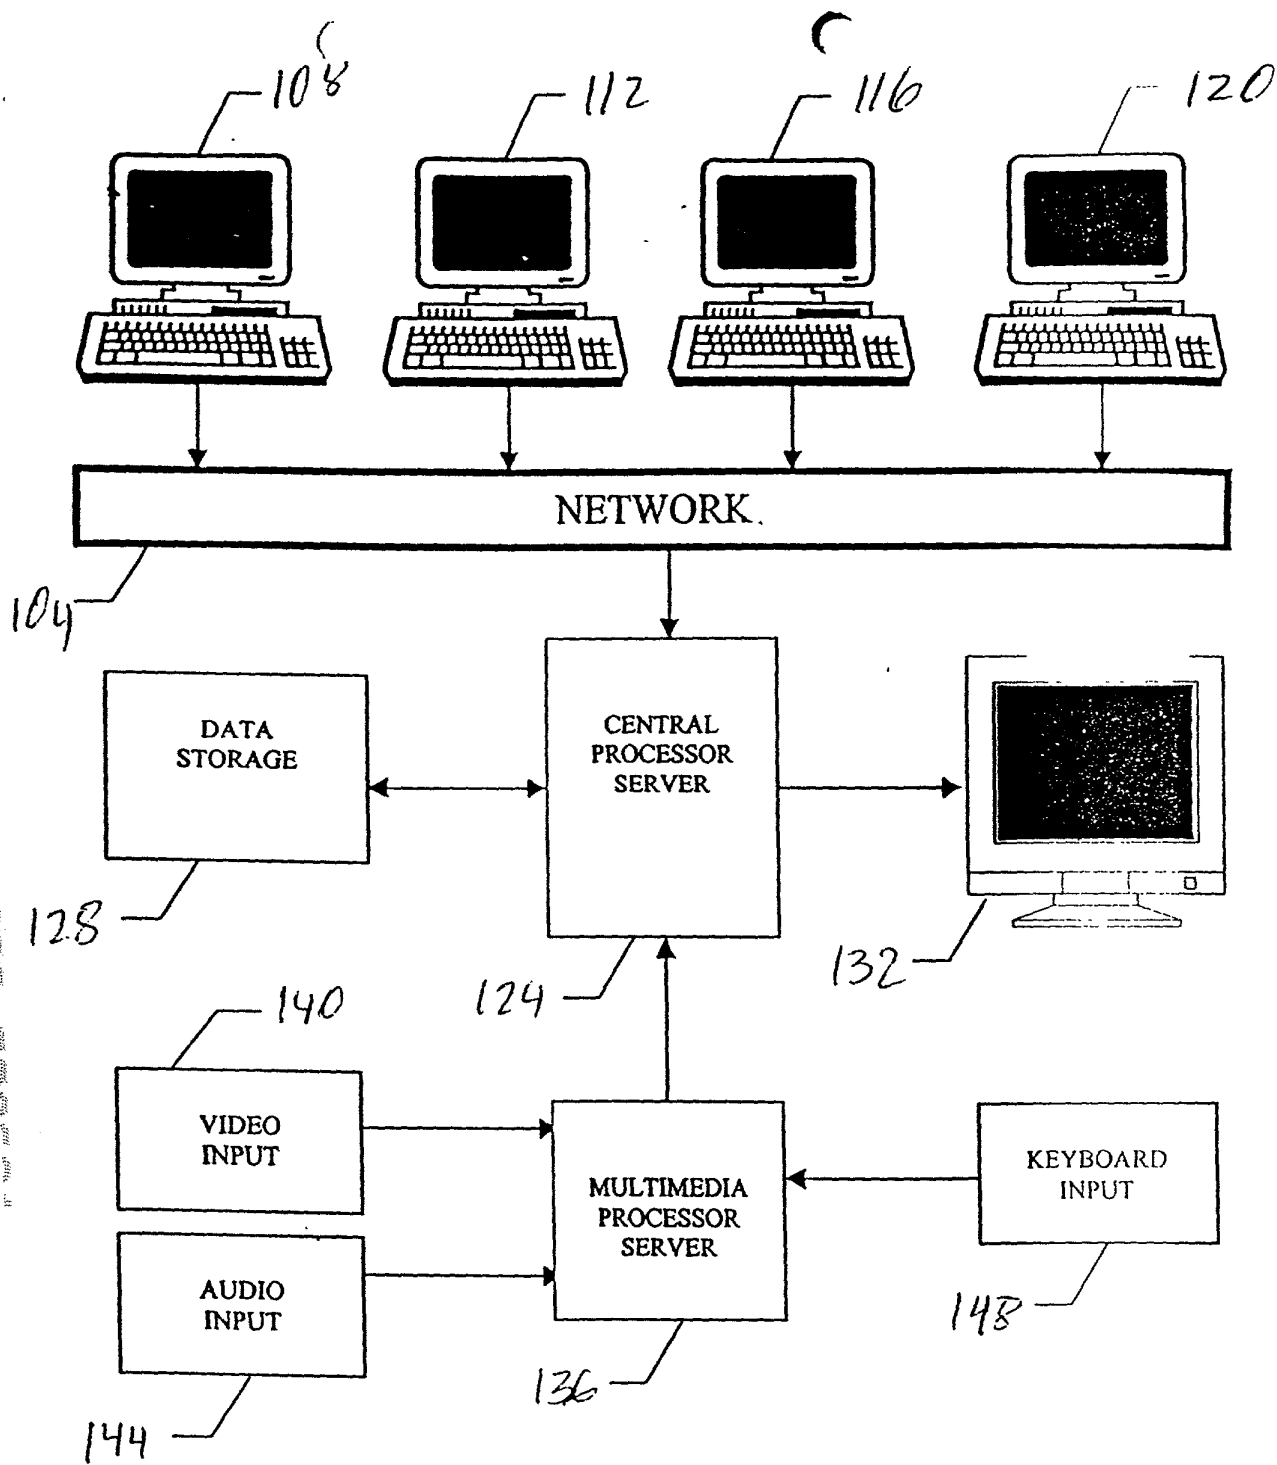 108
112
116
120
NETWORK
104
DATA
STORAGE
CENTRAL
PROCESSOR
SERVER
128
124
132
140
VIDEO
INPUT
MULTIMEDIA
PROCESSOR
SERVER
KEYBOARD
INPUT
AUDIO
INPUT
148
136
144